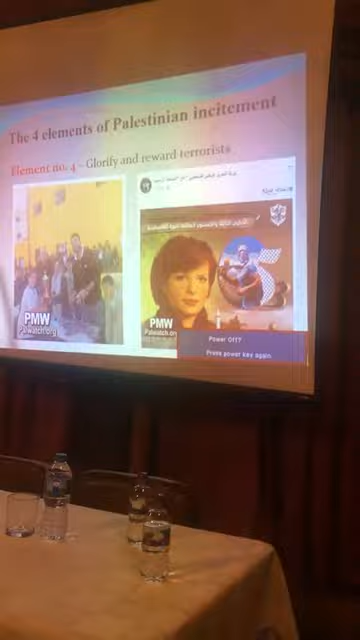 The 4 elements of Palestinian incitement
Element no. 4 – Glorify and reward terrorists
PMW
Palwatch.org
PMW
Palwatch.org
Power Off?
Press power key again.